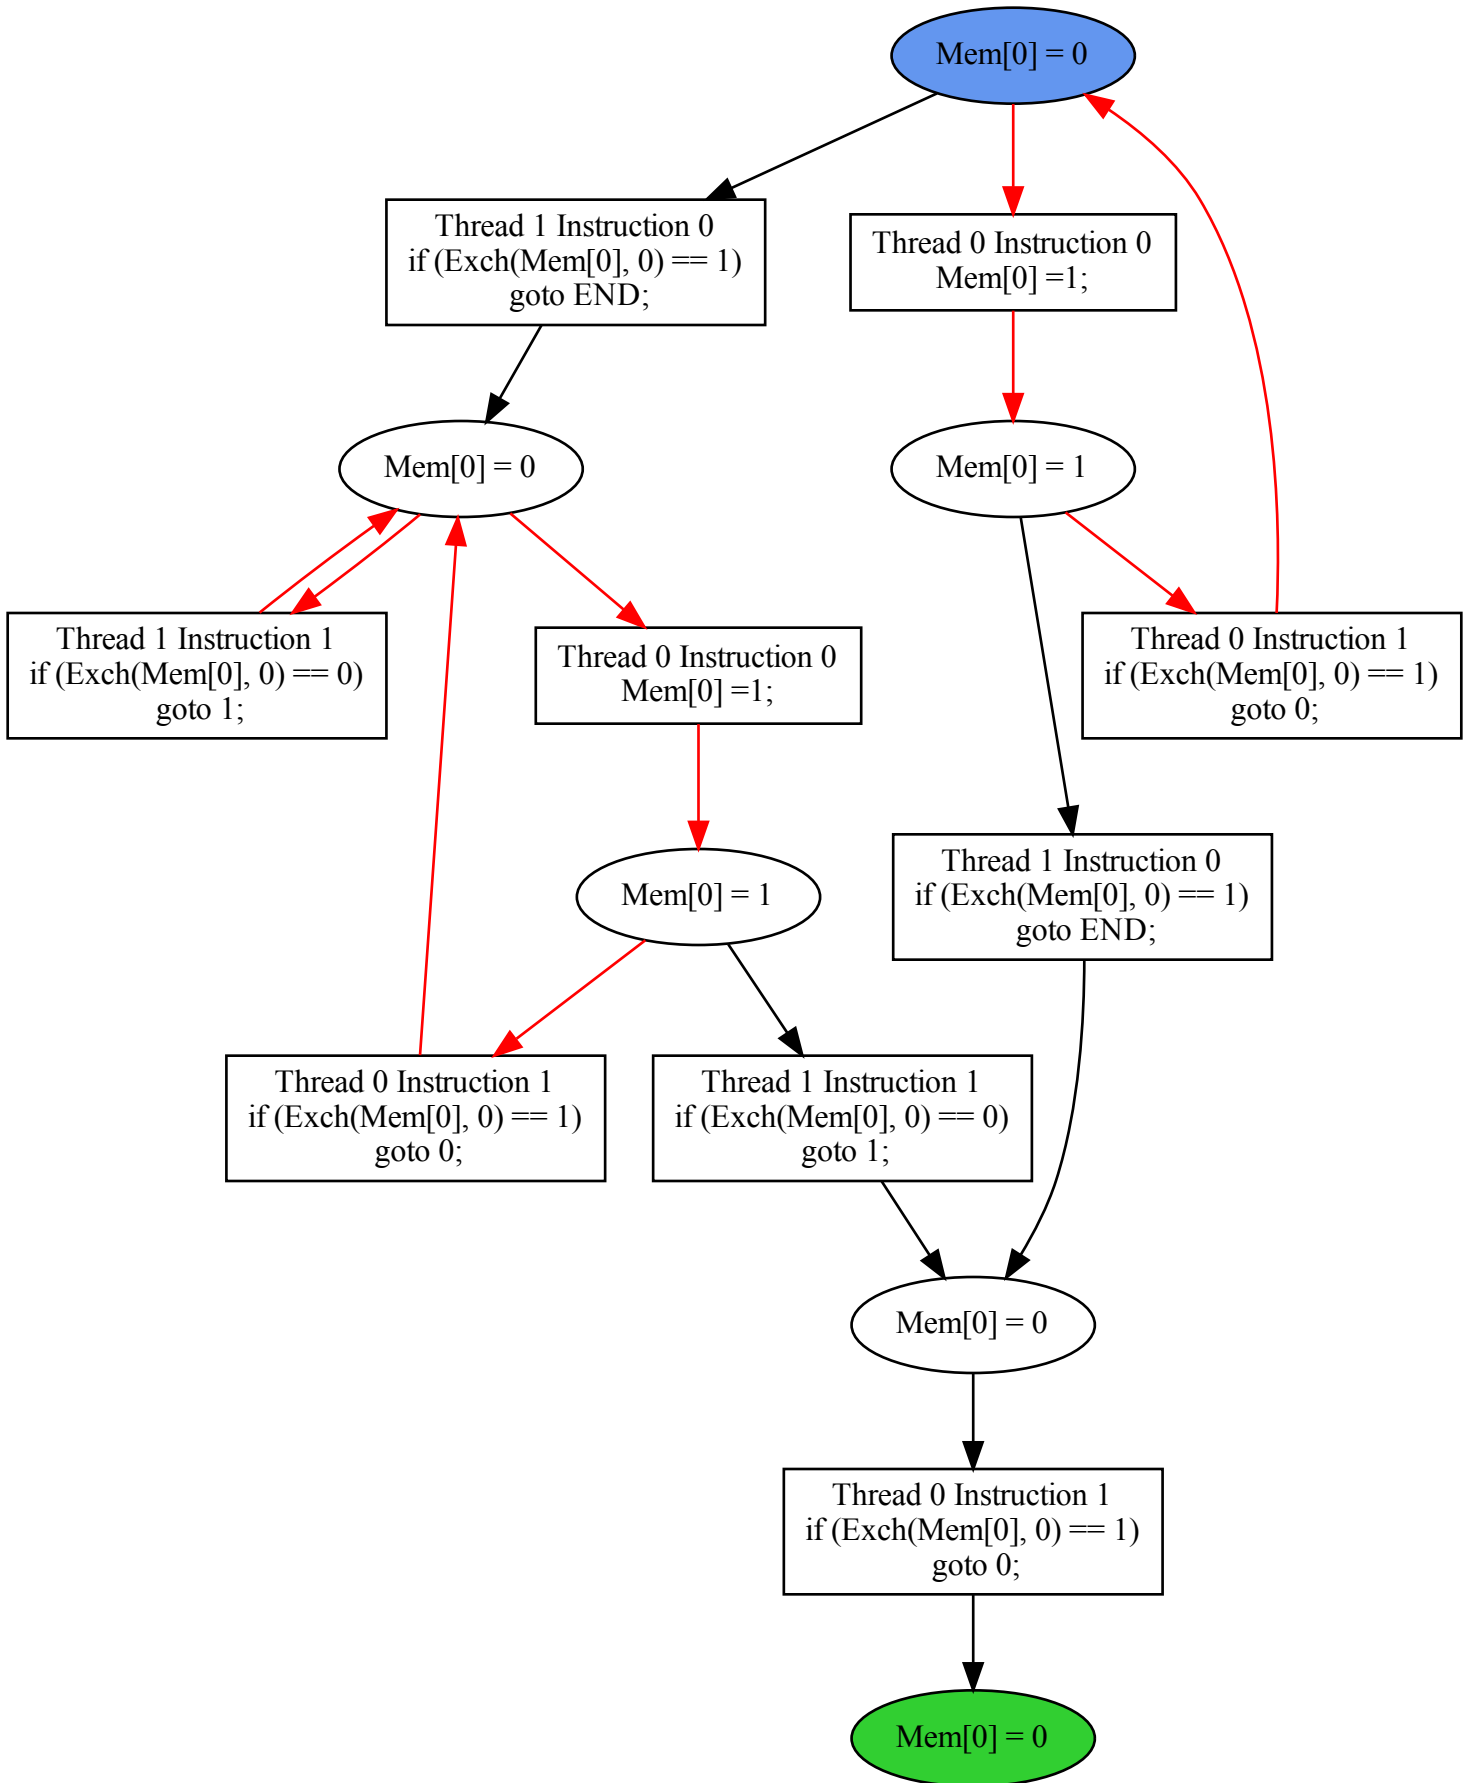 Mem[0] = 0
Thread 1 Instruction 0
if (Exch(Mem[0], 0) == 1)
goto END;
Thread 0 Instruction 0
Mem[0] =1;
Mem[0] = 0
Mem[0] = 1
Thread 1 Instruction 1
if (Exch(Mem[0], 0) == 0)
goto 1;
Thread 0 Instruction 0
Mem[0] =1;
Thread 0 Instruction 1
if (Exch(Mem[0], 0) == 1)
goto 0;
Mem[0] = 1
Thread 1 Instruction 0
if (Exch(Mem[0], 0) == 1)
goto END;
Thread 0 Instruction 1
if (Exch(Mem[0], 0) == 1)
goto 0;
Thread 1 Instruction 1
if (Exch(Mem[0], 0) == 0)
goto 1;
Mem[0] = 0
Thread 0 Instruction 1
if (Exch(Mem[0], 0) == 1)
goto 0;
Mem[0] = 0